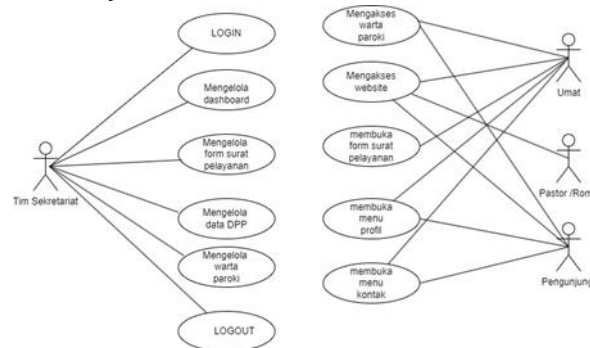 LOGIN
Mengelola
dashboard
Mengelola
form surat
pelayanan
Mengelola
data DPP
Mengelola
warta
paroki
LOGOUT
Tim Sekretariat
Mengakses
warta
paroki
Mengakses
website
membuka
form surat
pelayanan
membuka
menu
profil
membuka
menu
kontak
Umat
Pastor /Rom
Pengunjung